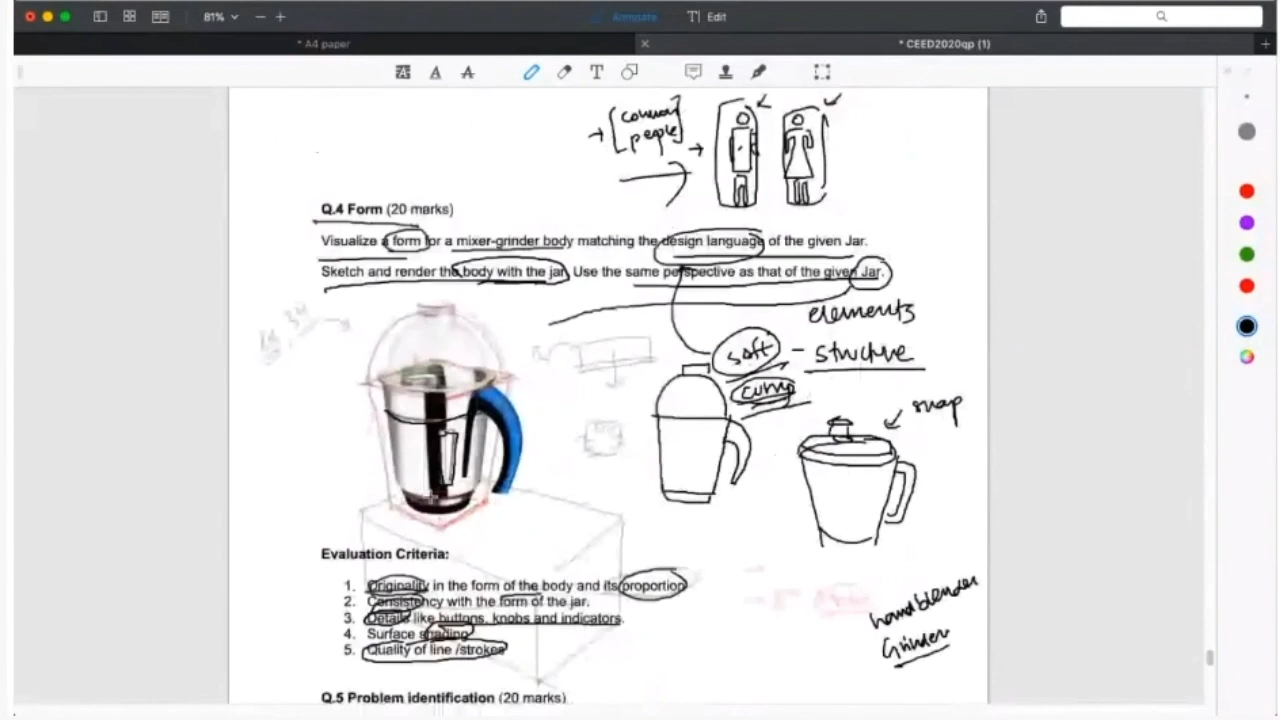 81%
Annotate
T| Edit
* A4 paper
* CEED2020qp (1)
common
people
Q.4 Form (20 marks)
Visualize a form for a mixer-grinder body matching the design language of the given Jar.
Sketch and render the body with the jar. Use the same perspective as that of the given Jar.
elements
soft - structure
curvy
snap
Evaluation Criteria:
1. Originality in the form of the body and its proportion
2. Consistency with the form of the jar.
3. Details like buttons, knobs and indicators.
4. Surface shading
5. Quality of line /strokes
hand blender
Grinder
Q.5 Problem identification (20 marks)